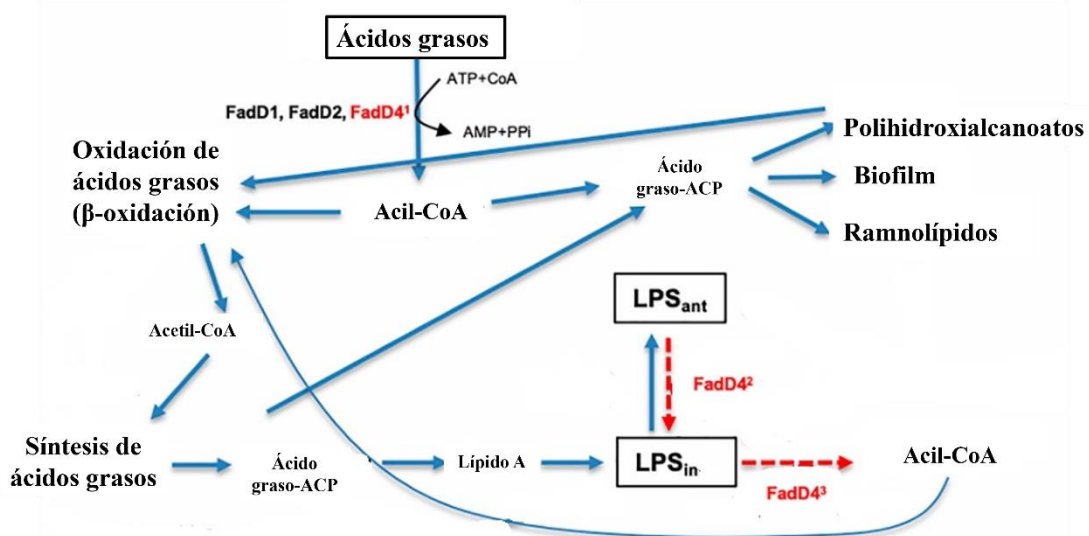 Ácidos grasos
ATP+CoA
FadD1, FadD2, FadD4¹
AMP+PPi
Oxidación de
ácidos grasos
(β-oxidación)
Acil-CoA
Ácido
graso-ACP
Polihidroxialcanoatos
Biofilm
Ramnolípidos
Acetil-CoA
LPSant
FadD4²
Síntesis de
ácidos grasos
Ácido
graso-ACP
Lípido A
LPSin
FadD4³
Acil-CoA